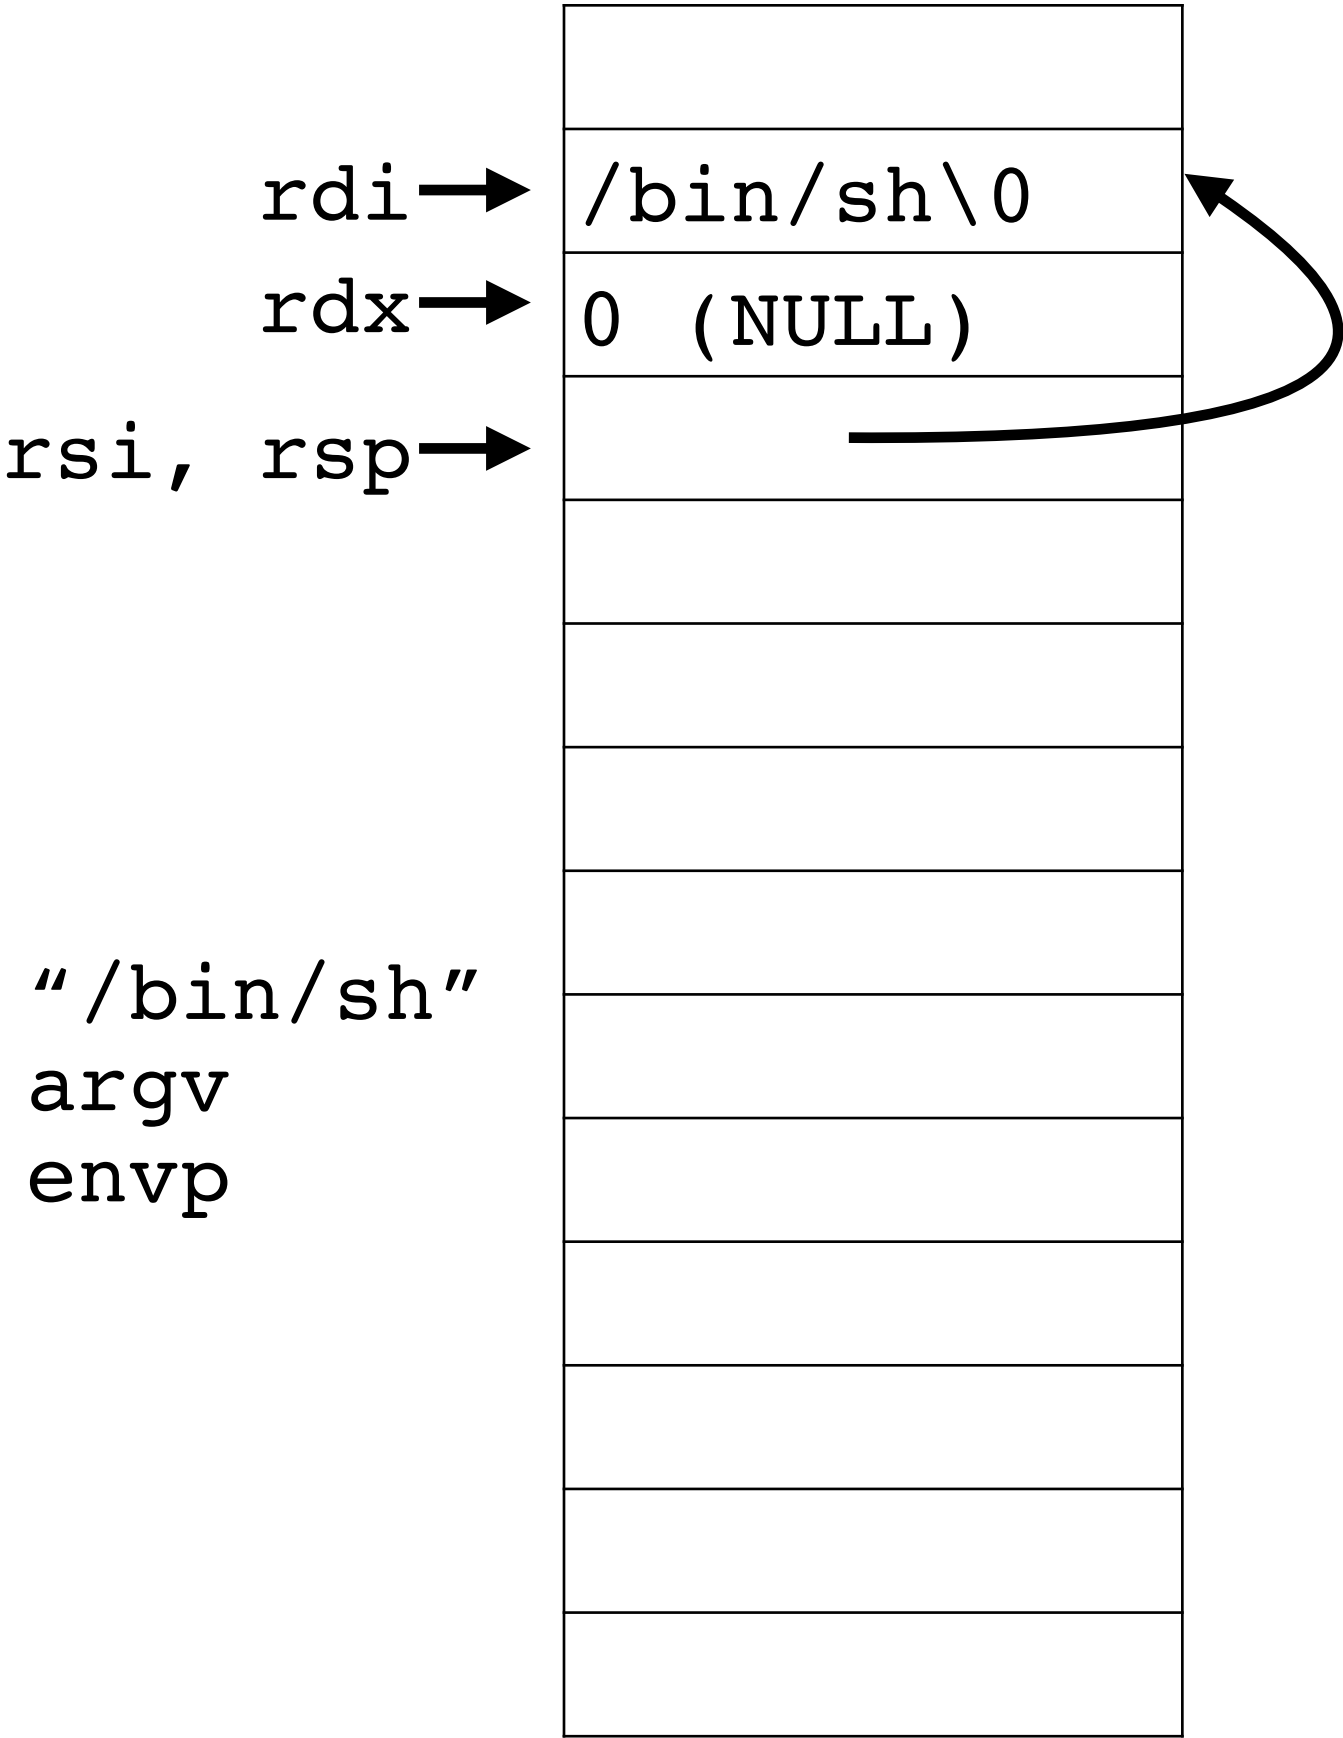 rdi /bin/sh\0
rdx 0 (NULL)
rsi, rsp
“/bin/sh”
argv
envp